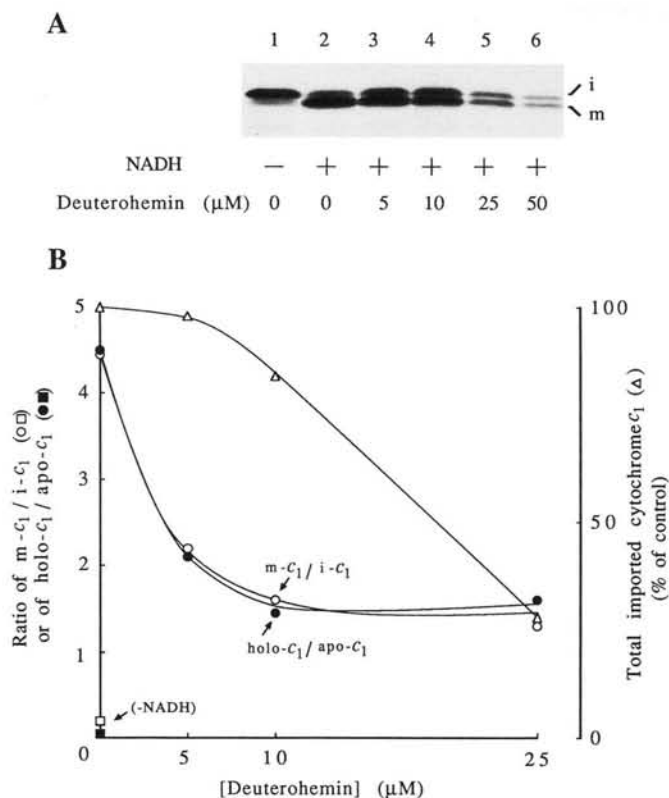 A
1 2 3 4 5 6
i
m
NADH − + + + + +
Deuterohemin (μM) 0 0 5 10 25 50
B
5
4
3
2
1
0
Ratio of m-c₁/i-c₁ (○□)
or of holo-c₁/apo-c₁ (●■)
m-c₁/i-c₁
holo-c₁/apo-c₁
(-NADH)
100
50
0
Total imported cytochrome c₁ (△)
(% of control)
5 10 25
[Deuterohemin] (μM)